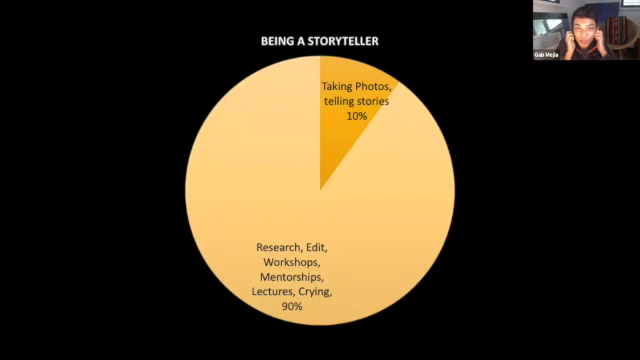 BEING A STORYTELLER
Gab Mejia
Taking Photos,
telling stories
10%
Research, Edit,
Workshops,
Mentorships,
Lectures, Crying,
90%